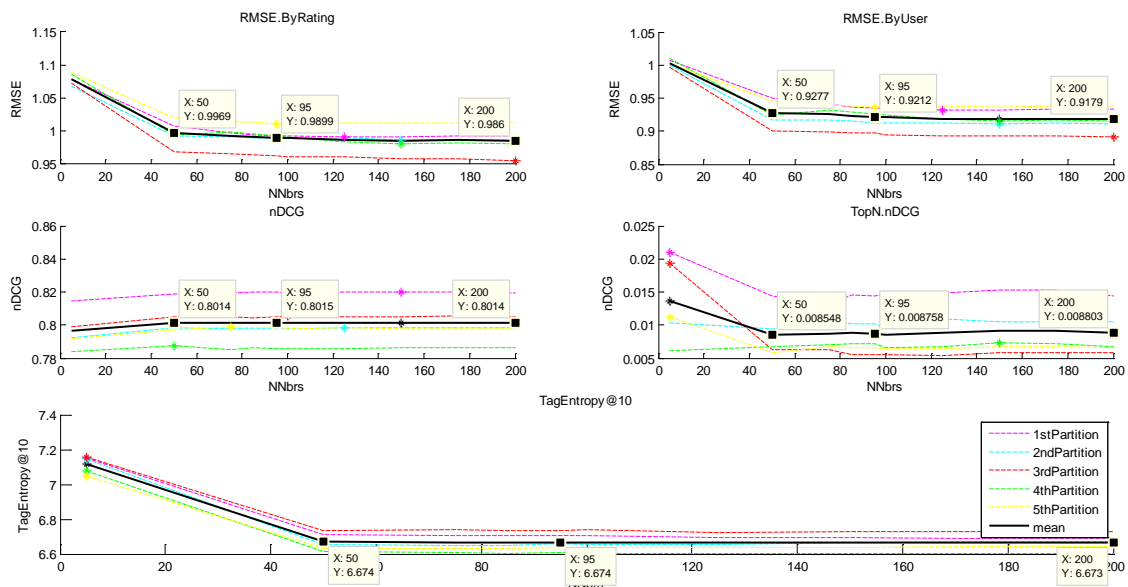 RMSE.ByRating
1.15
1.1
1.05
1
0.95
RMSE
X: 50
Y: 0.9969
X: 95
Y: 0.9899
X: 200
Y: 0.986
0 20 40 60 80 100 120 140 160 180 200
NNbrs
RMSE.ByUser
1.05
1
0.95
0.9
0.85
RMSE
X: 50
Y: 0.9277
X: 95
Y: 0.9212
X: 200
Y: 0.9179
0 20 40 60 80 100 120 140 160 180 200
NNbrs
nDCG
0.86
0.84
0.82
0.8
0.78
nDCG
X: 50
Y: 0.8014
X: 95
Y: 0.8015
X: 200
Y: 0.8014
0 20 40 60 80 100 120 140 160 180 200
NNbrs
TopN.nDCG
0.025
0.02
0.015
0.01
0.005
nDCG
X: 50
Y: 0.008548
X: 95
Y: 0.008758
X: 200
Y: 0.008803
0 20 40 60 80 100 120 140 160 180 200
NNbrs
TagEntropy@10
7.4
7.2
7
6.8
6.6
TagEntropy@10
1stPartition
2ndPartition
3rdPartition
4thPartition
5thPartition
mean
X: 50
Y: 6.674
X: 95
Y: 6.674
X: 200
Y: 6.673
0 20 40 80 120 140 160 180 200